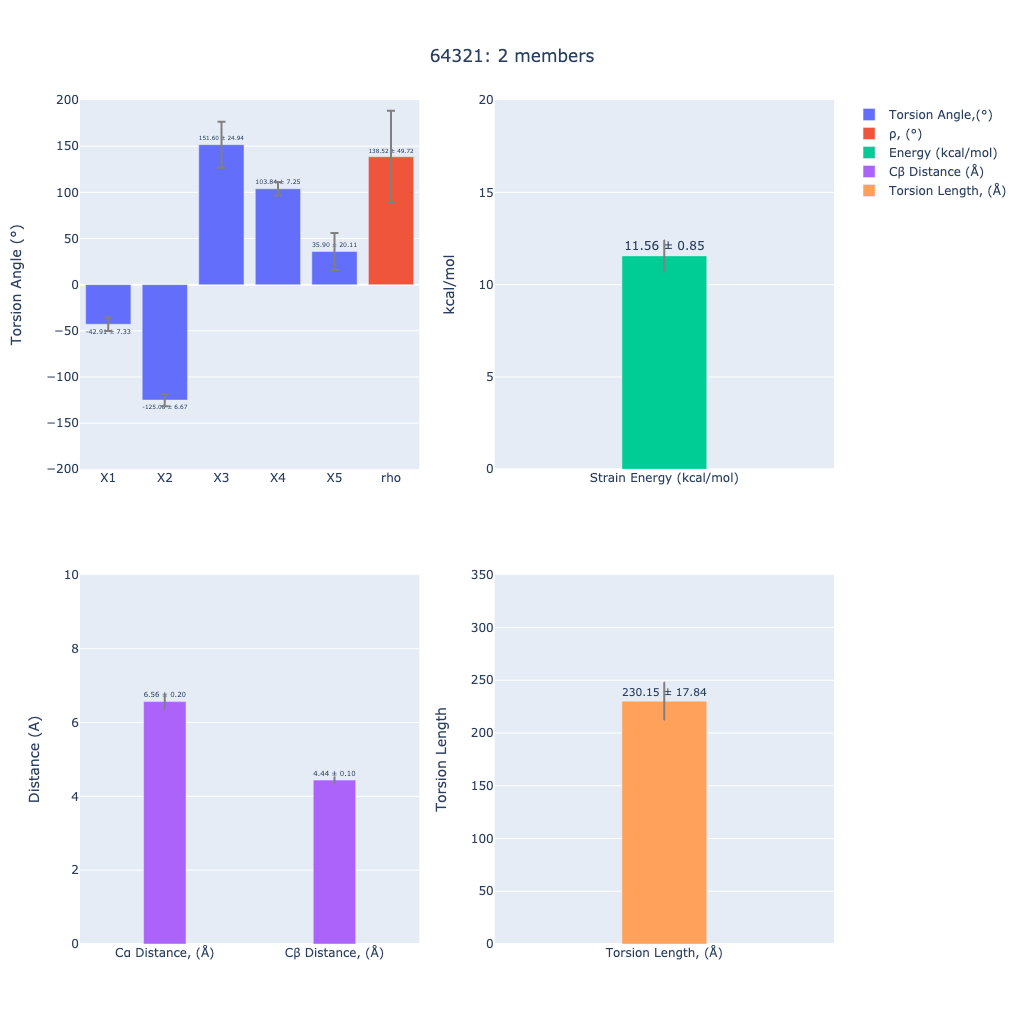 64321: 2 members
Torsion Angle (°)
200
150
100
50
0
−50
−100
−150
−200
-42.91 ± 7.33
151.60 ± 24.94
103.84 ± 7.25
35.90 ± 20.11
138.52 ± 49.72
X1
X2
X3
X4
X5
rho
kcal/mol
20
15
10
5
0
11.56 ± 0.85
Strain Energy (kcal/mol)
Torsion Angle,(°)
ρ, (°)
Energy (kcal/mol)
Cβ Distance (Å)
Torsion Length, (Å)
Distance (A)
10
8
6
4
2
0
6.56 ± 0.20
4.44 ± 0.10
Cα Distance, (Å)
Cβ Distance, (Å)
Torsion Length
350
300
250
200
150
100
50
0
230.15 ± 17.84
Torsion Length, (Å)